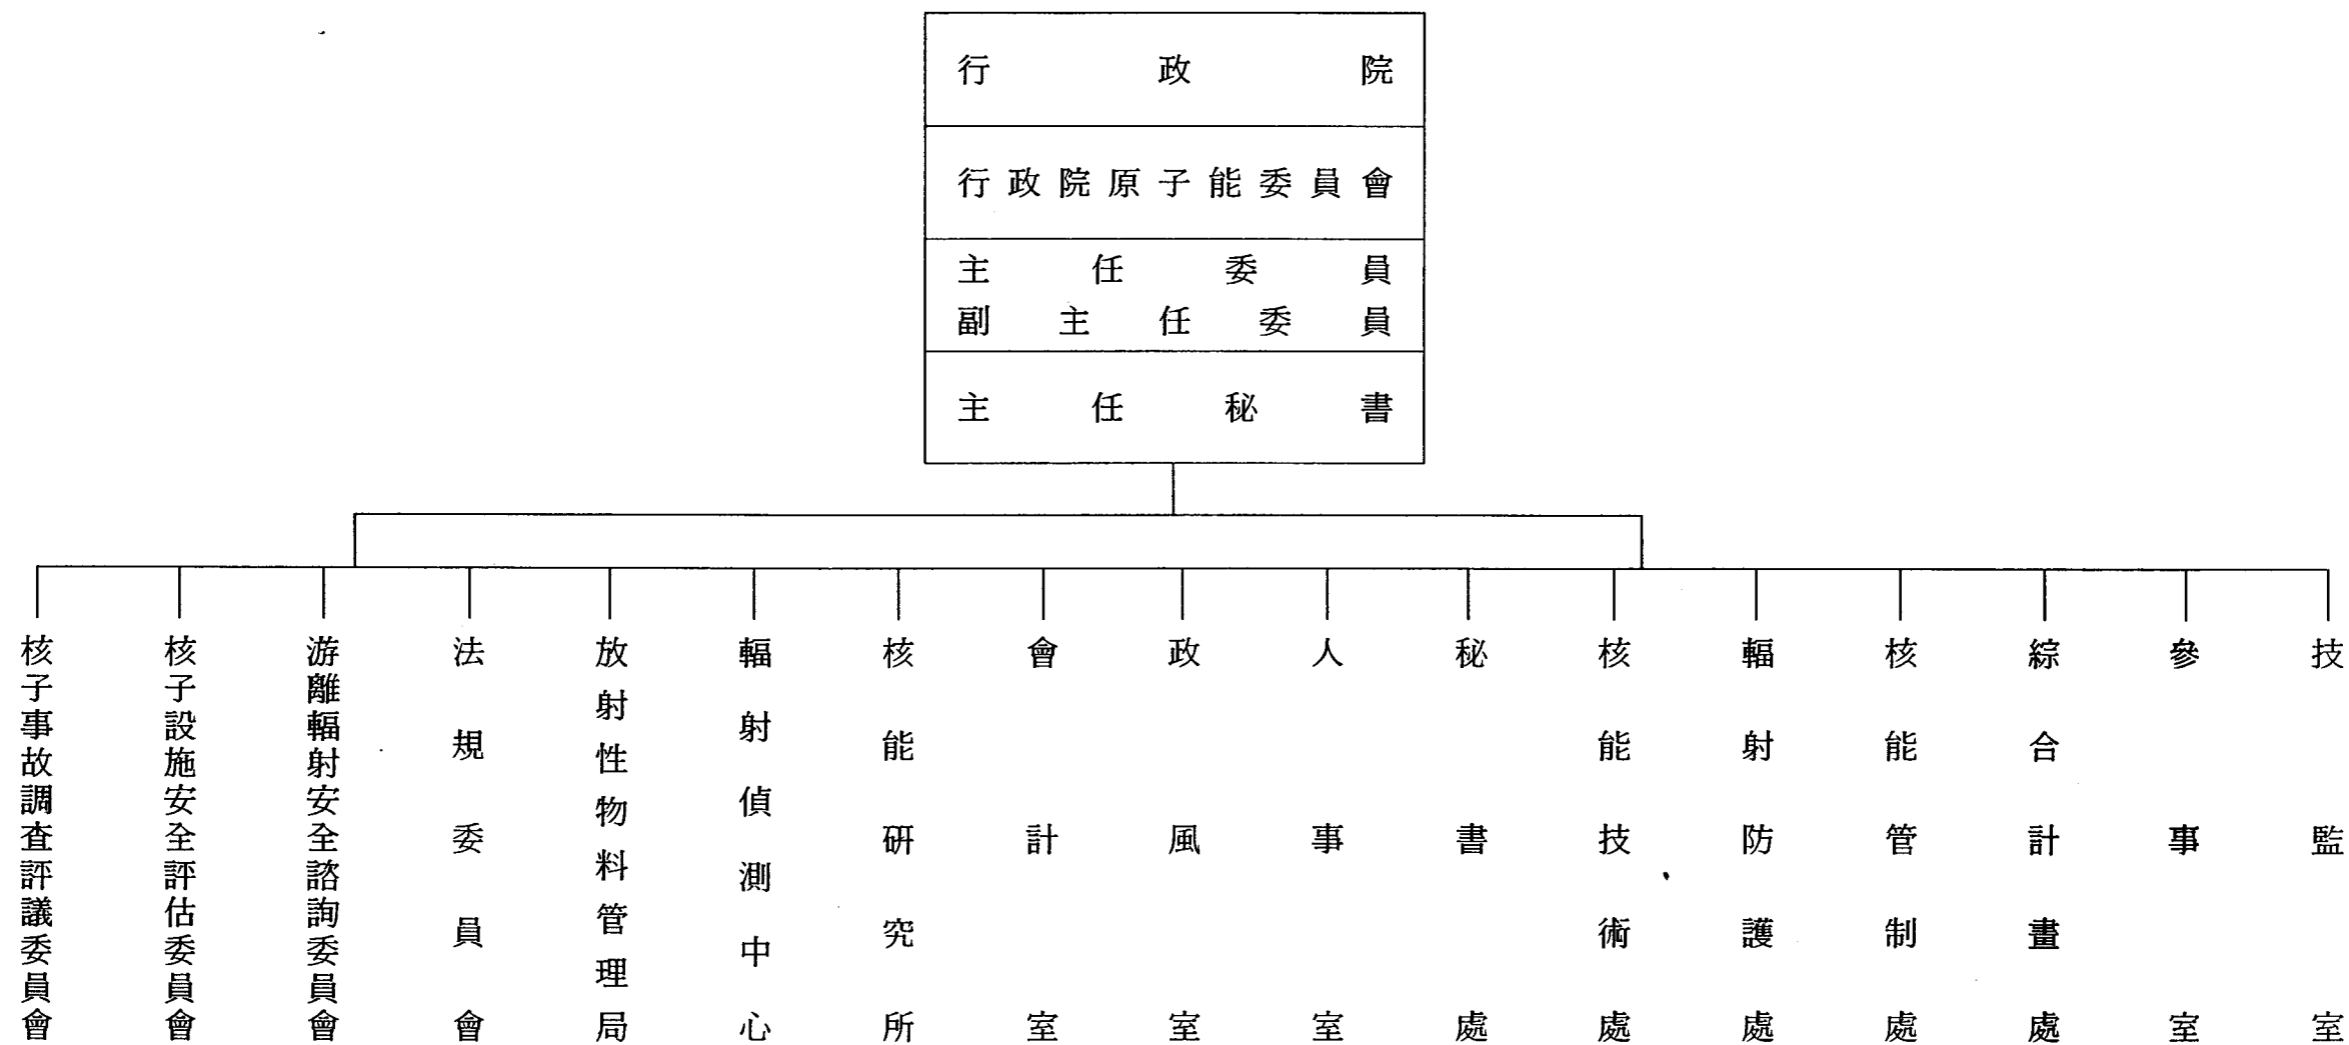 行政院
行政院原子能委員會
主任委員
副主任委員
主任秘書
技監室
參事室
綜合計畫處
核能管制處
輻射防護處
核能技術處
秘書處
人事室
政風室
會計室
核能研究所
輻射偵測中心
放射性物料管理局
法規委員會
游離輻射安全諮詢委員會
核子設施安全評估委員會
核子事故調查評議委員會